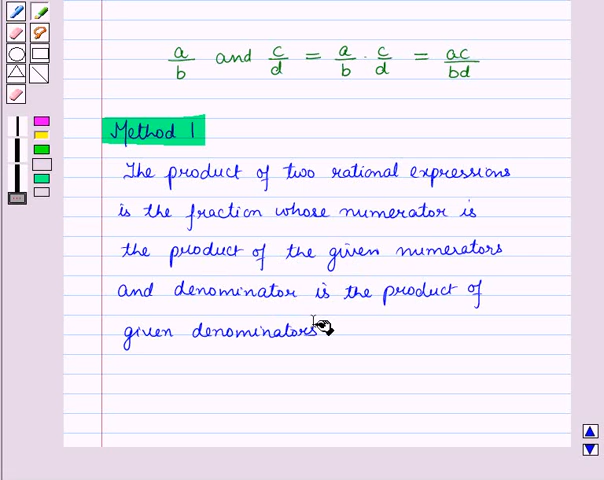 a/b and c/d = a/b · c/d = ac/bd
Method 1
The product of two rational expressions
is the fraction whose numerator is
the product of the given numerators
and denominator is the product of
given denominators